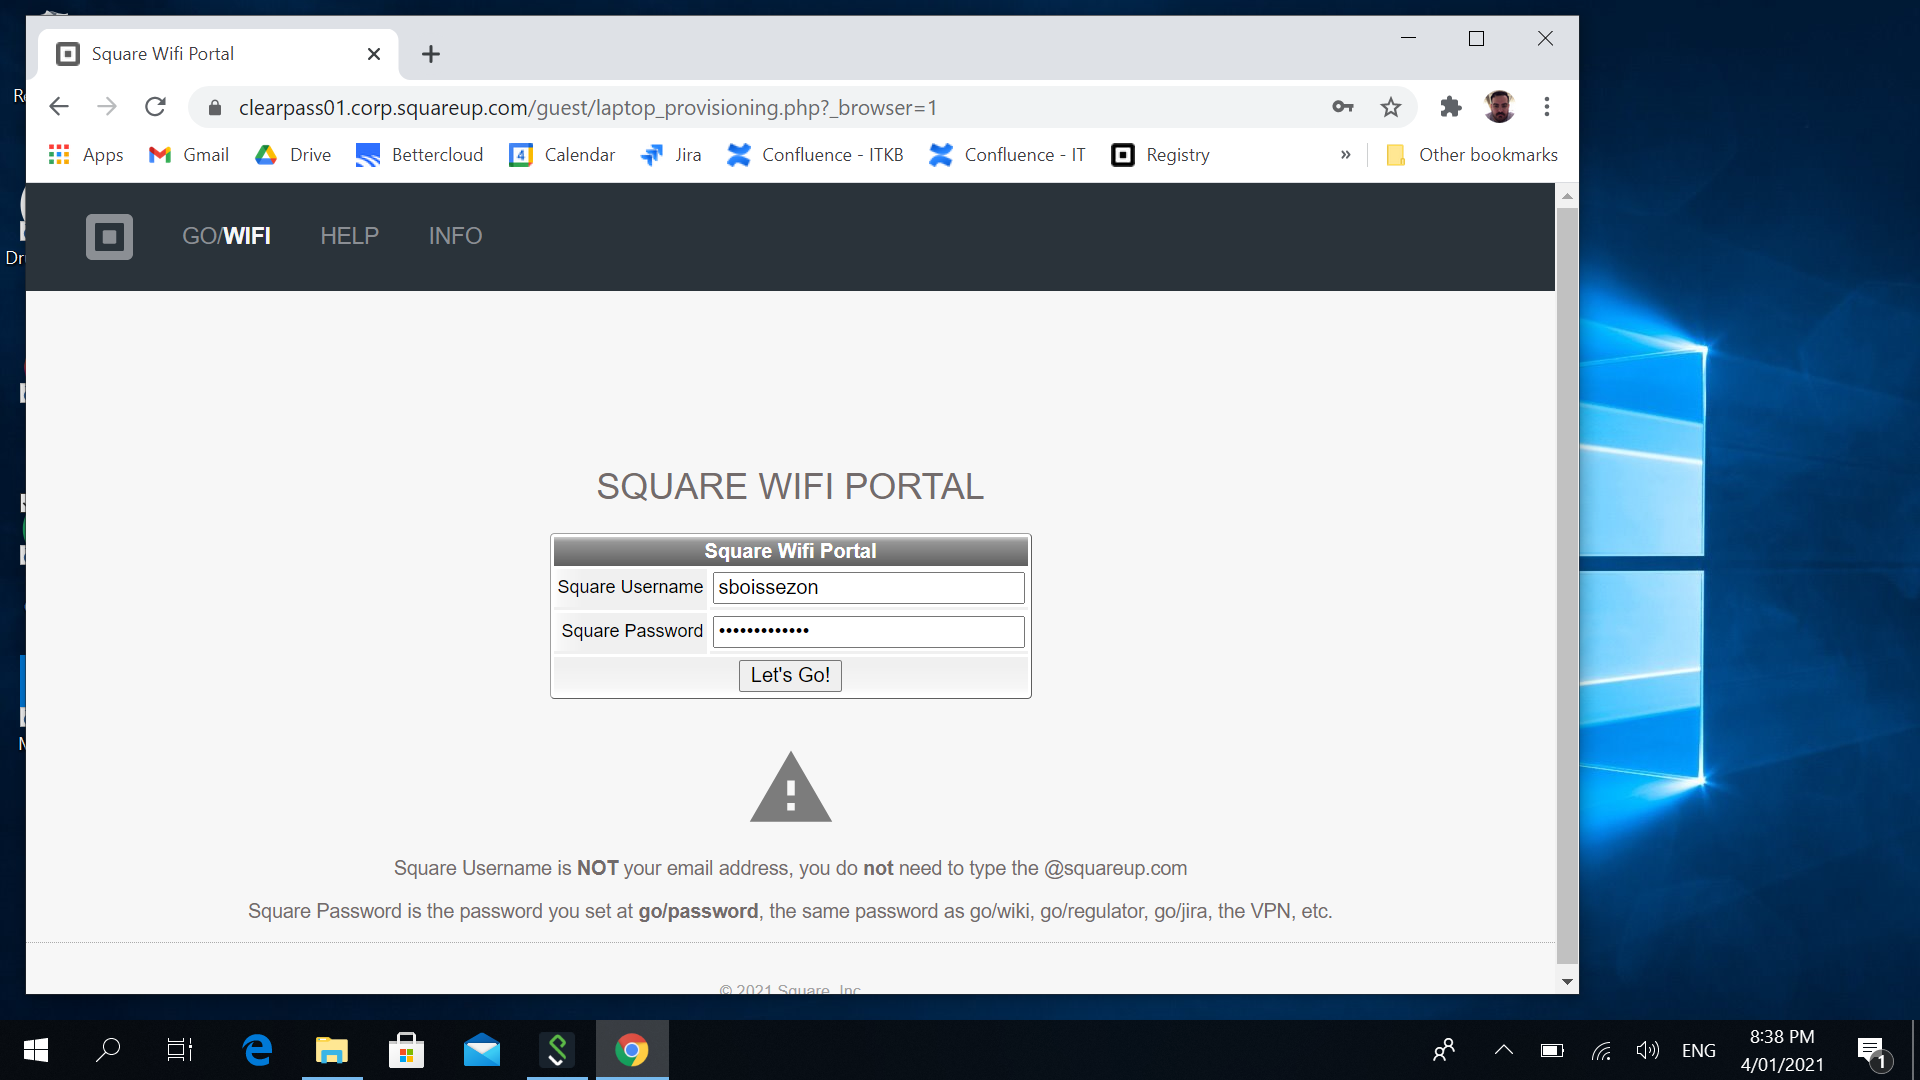 Square Wifi Portal
clearpass01.corp.squareup.com/guest/laptop_provisioning.php?_browser=1
Apps Gmail Drive Bettercloud 4 Calendar Jira Confluence - ITKB Confluence - IT Registry » Other bookmarks
GO/WIFI HELP INFO
SQUARE WIFI PORTAL
Square Wifi Portal
Square Username sboissezon
Square Password •••••••••••••
Let's Go!
Square Username is NOT your email address, you do not need to type the @squareup.com
Square Password is the password you set at go/password, the same password as go/wiki, go/regulator, go/jira, the VPN, etc.
© 2021 Square, Inc
ENG
8:38 PM
4/01/2021
1